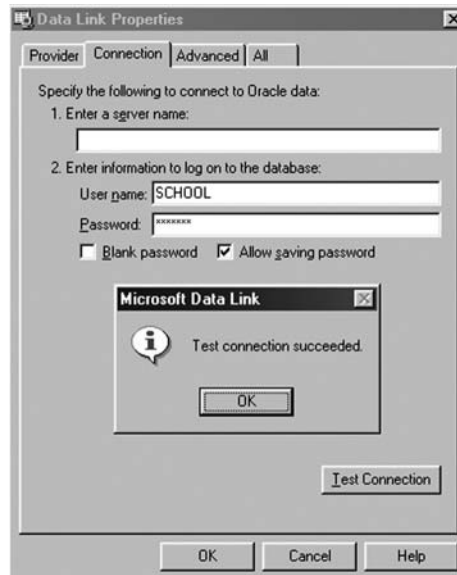 Data Link Properties
Provider Connection Advanced All
Specify the following to connect to Oracle data:
1. Enter a server name:
2. Enter information to log on to the database:
User name: SCHOOL
Password: xxxxxxx
Blank password Allow saving password
Microsoft Data Link
Test connection succeeded.
OK
Test Connection
OK Cancel Help